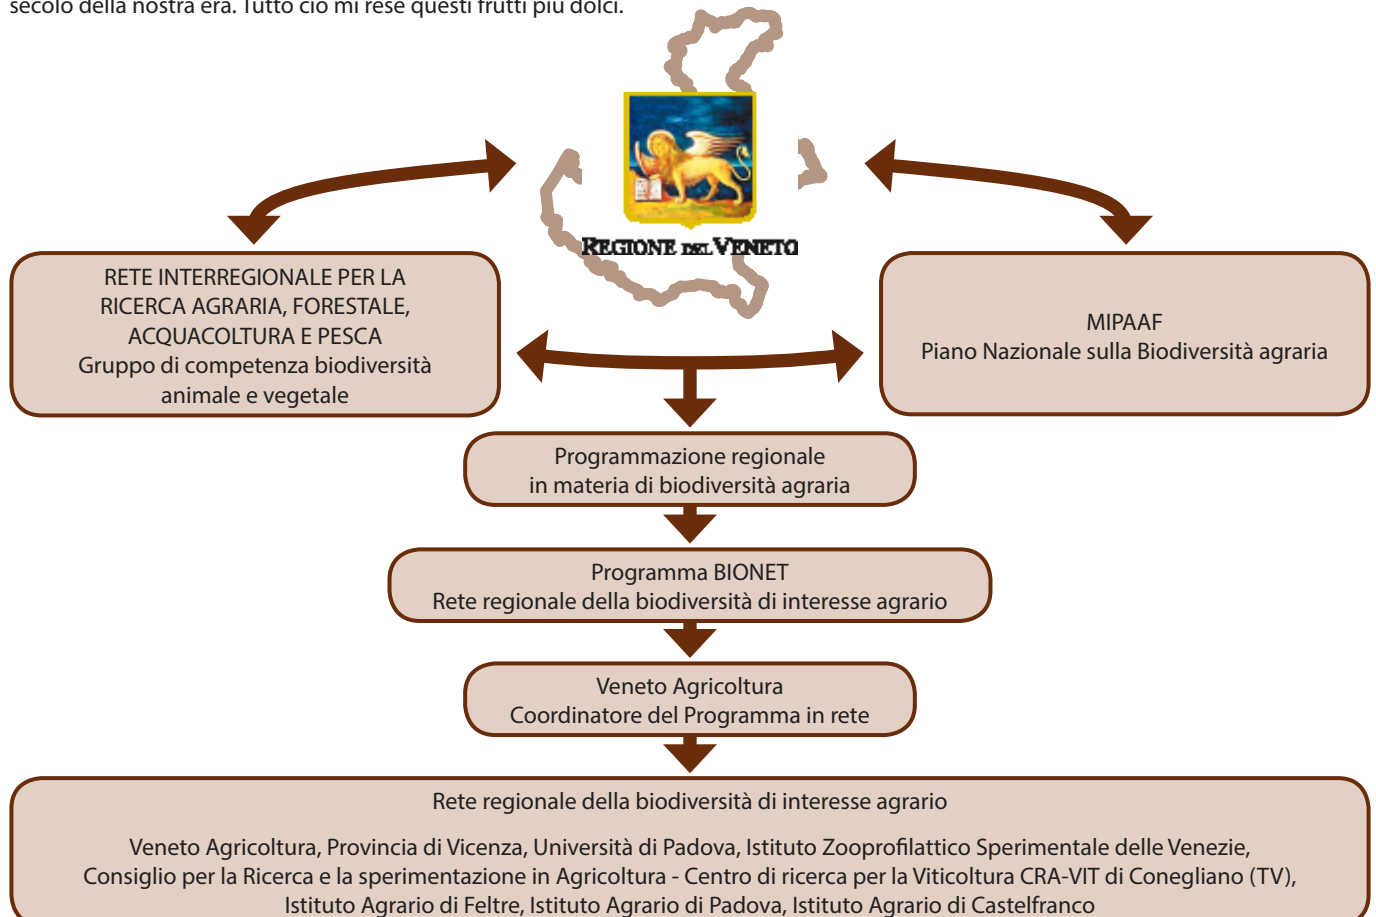 secolo della nostra era. Tutto ciò mi rese questi frutti più dolci.
REGIONE DEL VENETO
RETE INTERREGIONALE PER LA
RICERCA AGRARIA, FORESTALE,
ACQUACOLTURA E PESCA
Gruppo di competenza biodiversità
animale e vegetale
MIPAAF
Piano Nazionale sulla Biodiversità agraria
Programmazione regionale
in materia di biodiversità agraria
Programma BIONET
Rete regionale della biodiversità di interesse agrario
Veneto Agricoltura
Coordinatore del Programma in rete
Rete regionale della biodiversità di interesse agrario
Veneto Agricoltura, Provincia di Vicenza, Università di Padova, Istituto Zooprofilattico Sperimentale delle Venezie,
Consiglio per la Ricerca e la sperimentazione in Agricoltura - Centro di ricerca per la Viticoltura CRA-VIT di Conegliano (TV),
Istituto Agrario di Feltre, Istituto Agrario di Padova, Istituto Agrario di Castelfranco